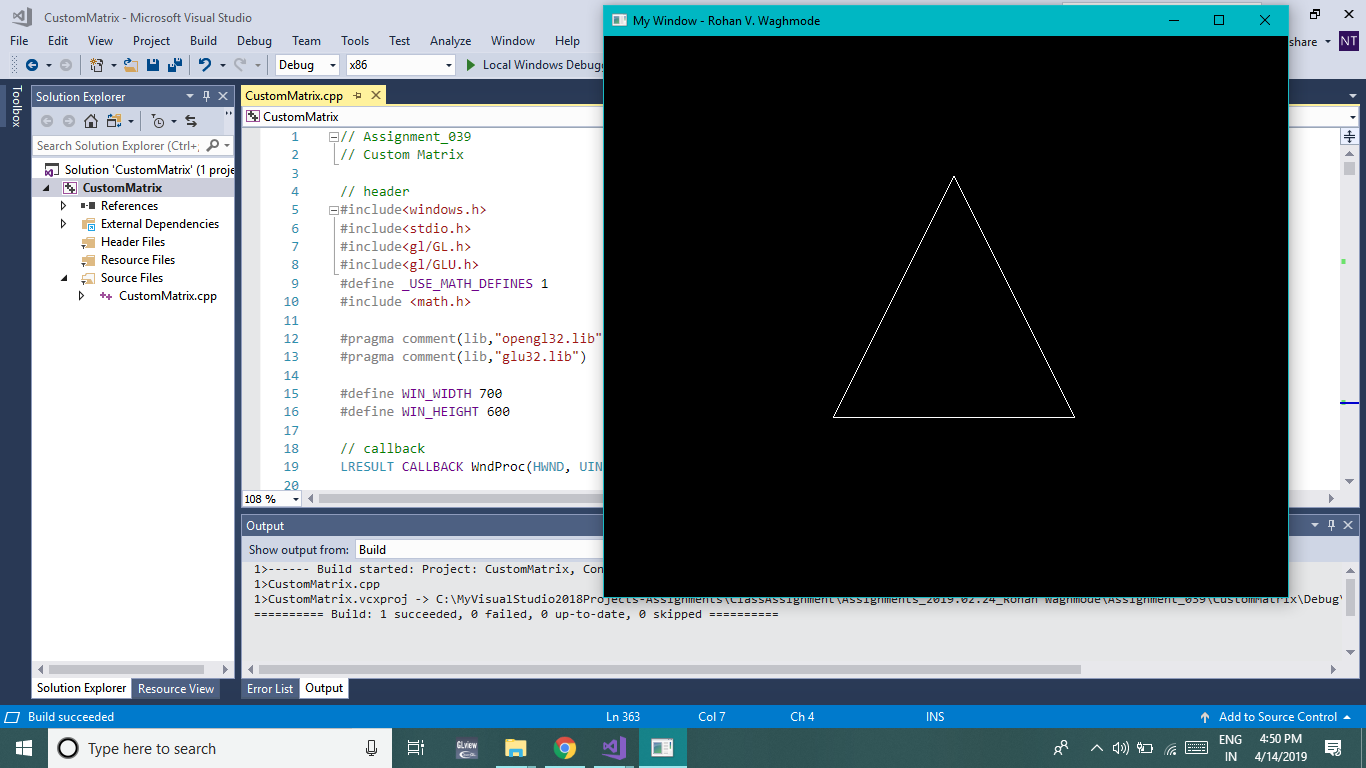 CustomMatrix - Microsoft Visual Studio
My Window - Rohan V. Waghmode
File Edit View Project Build Debug Team Tools Test Analyze Window Help
share NT
Debug x86 Local Windows Debug
Toolbox
Solution Explorer
Search Solution Explorer (Ctrl+;
Solution 'CustomMatrix' (1 proje
CustomMatrix
References
External Dependencies
Header Files
Resource Files
Source Files
CustomMatrix.cpp
CustomMatrix.cpp
CustomMatrix
1 // Assignment_039
2 // Custom Matrix
3
4 // header
5 #include<windows.h>
6 #include<stdio.h>
7 #include<gl/GL.h>
8 #include<gl/GLU.h>
9 #define _USE_MATH_DEFINES 1
10 #include <math.h>
11
12 #pragma comment(lib,"opengl32.lib"
13 #pragma comment(lib,"glu32.lib")
14
15 #define WIN_WIDTH 700
16 #define WIN_HEIGHT 600
17
18 // callback
19 LRESULT CALLBACK WndProc(HWND, UIN
20
108 %
Output
Show output from: Build
1>------ Build started: Project: CustomMatrix, Con
1>CustomMatrix.cpp
1>CustomMatrix.vcxproj -> C:\MyVisualStudio2018Projects-Assignments\ClassAssignment\Assignments_2019.02.24_Rohan Waghmode\Assignment_039\CustomMatrix\Debug\
========== Build: 1 succeeded, 0 failed, 0 up-to-date, 0 skipped ==========
Solution Explorer Resource View
Error List Output
Build succeeded Ln 363 Col 7 Ch 4 INS Add to Source Control
Type here to search
GLview
ENG
IN
4:50 PM
4/14/2019